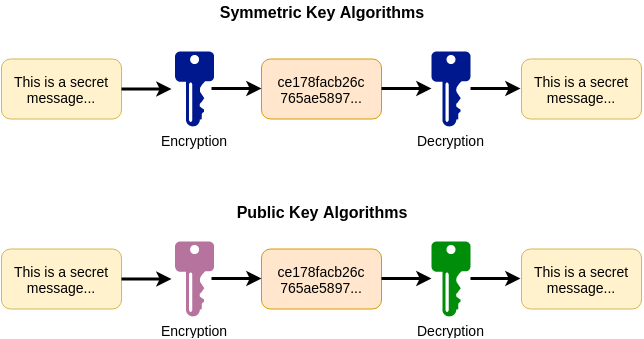 Symmetric Key Algorithms
This is a secret
message...
ce178facb26c
765ae5897...
This is a secret
message...
Encryption
Decryption
Public Key Algorithms
This is a secret
message...
ce178facb26c
765ae5897...
This is a secret
message...
Encryption
Decryption